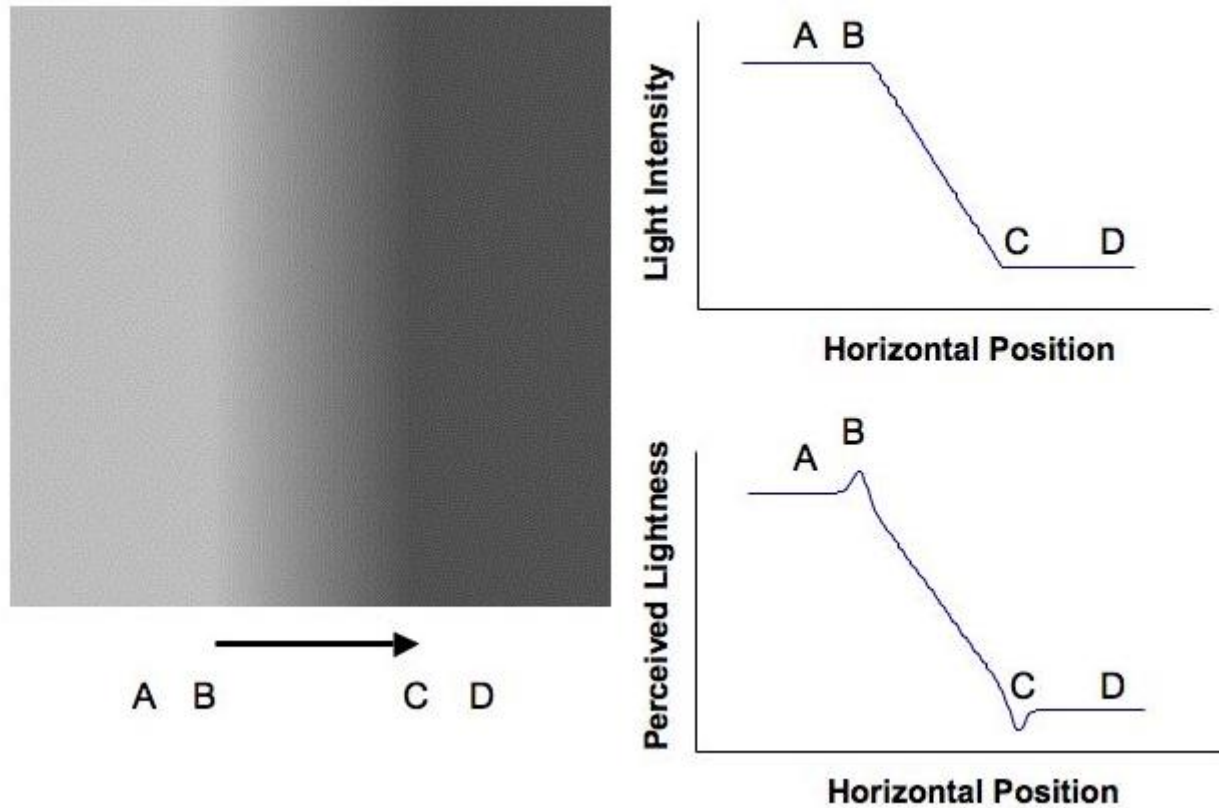 A B C D
Light Intensity
A B
C D
Horizontal Position
Perceived Lightness
B
A
C D
Horizontal Position